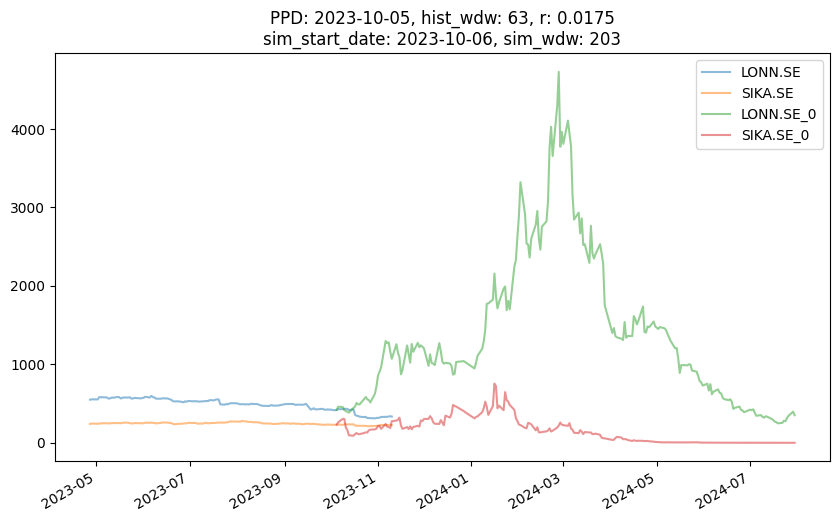 PPD: 2023-10-05, hist_wdw: 63, r: 0.0175
sim_start_date: 2023-10-06, sim_wdw: 203
LONN.SE
SIKA.SE
LONN.SE_0
SIKA.SE_0
4000
3000
2000
1000
0
2023-05
2023-07
2023-09
2023-11
2024-01
2024-03
2024-05
2024-07